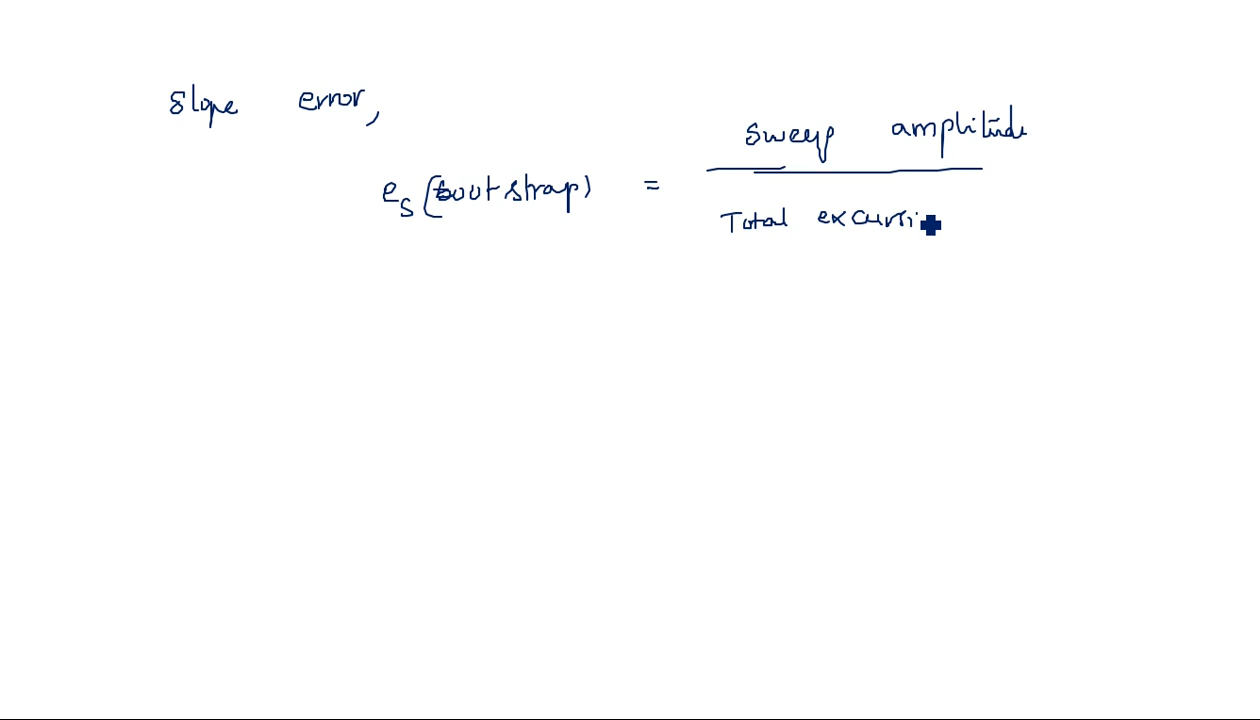 slope error,
sweep amplitude
es (bootstrap) =
Total excursi